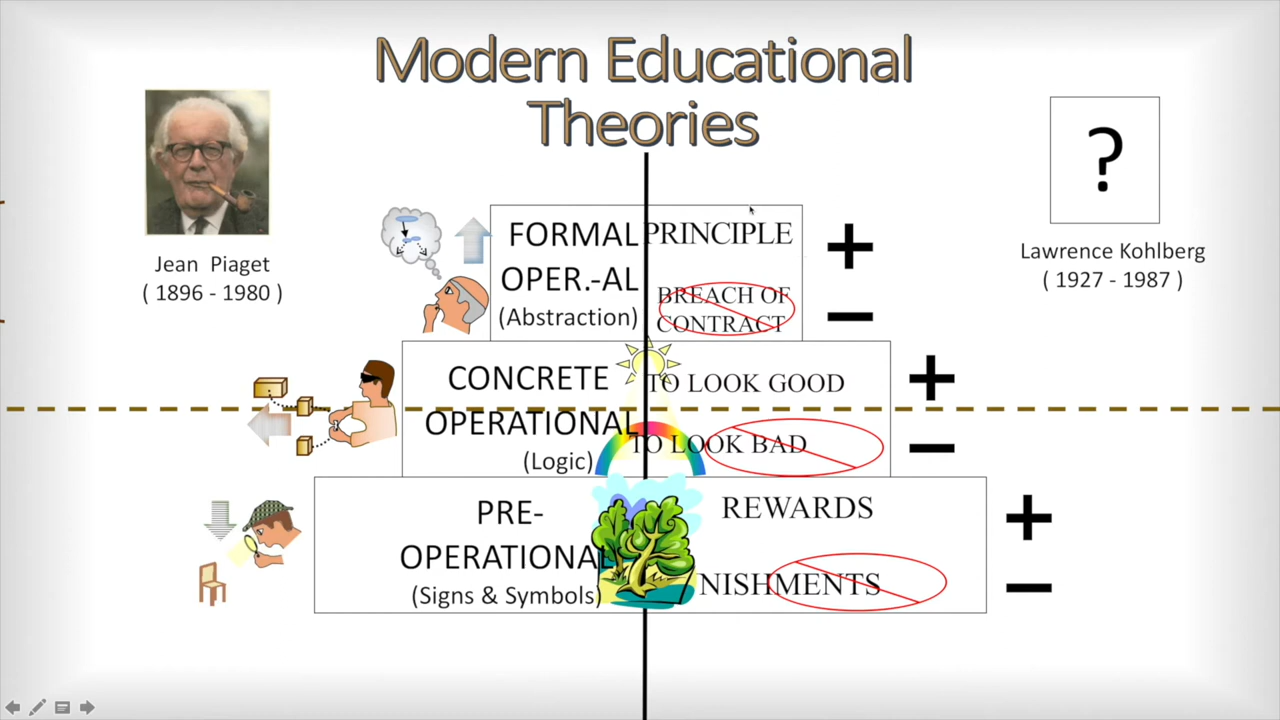 Modern Educational
Theories
Jean Piaget
( 1896 - 1980 )
?
Lawrence Kohlberg
( 1927 - 1987 )
FORMAL
OPER.-AL
(Abstraction)
PRINCIPLE
BREACH OF
CONTRACT
+
−
CONCRETE
OPERATIONAL
(Logic)
TO LOOK GOOD
TO LOOK BAD
+
−
PRE-
OPERATIONAL
(Signs & Symbols)
REWARDS
NISHMENTS
+
−